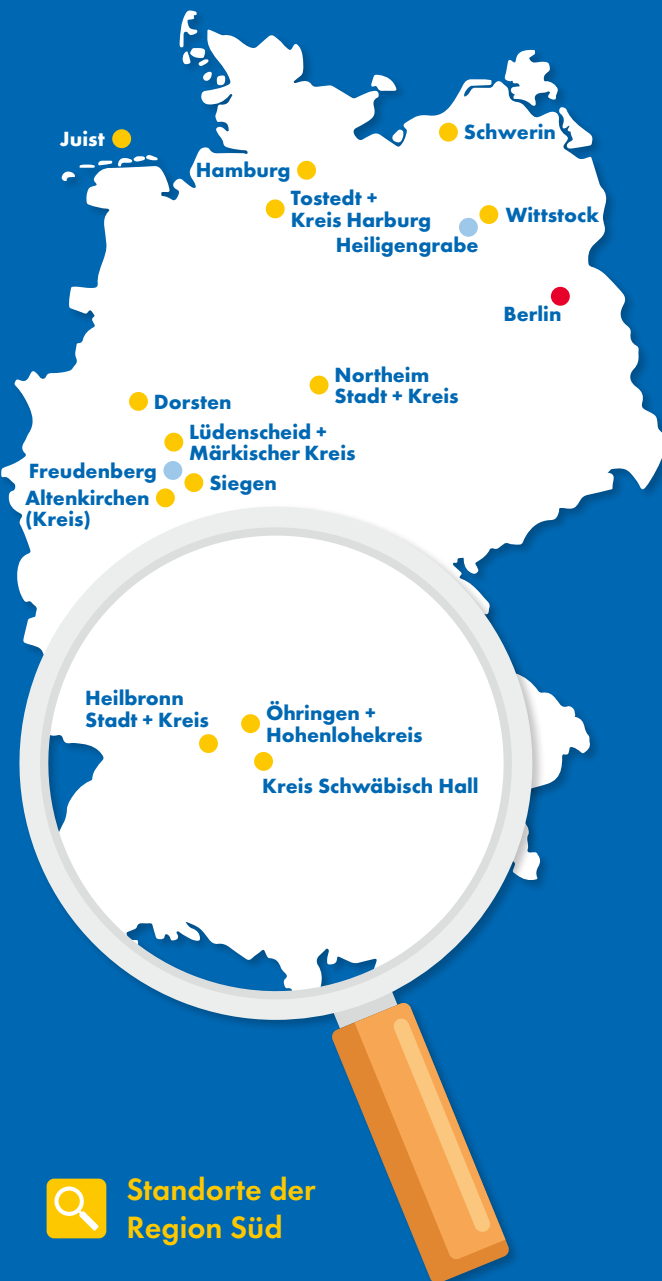 Juist
Schwerin
Hamburg
Tostedt +
Kreis Harburg
Wittstock
Heiligengrabe
Berlin
Northeim
Stadt + Kreis
Dorsten
Lüdenscheid +
Märkischer Kreis
Freudenberg
Siegen
Altenkirchen
(Kreis)
Heilbronn
Stadt + Kreis
Öhringen +
Hohenlohekreis
Kreis Schwäbisch Hall
Standorte der
Region Süd